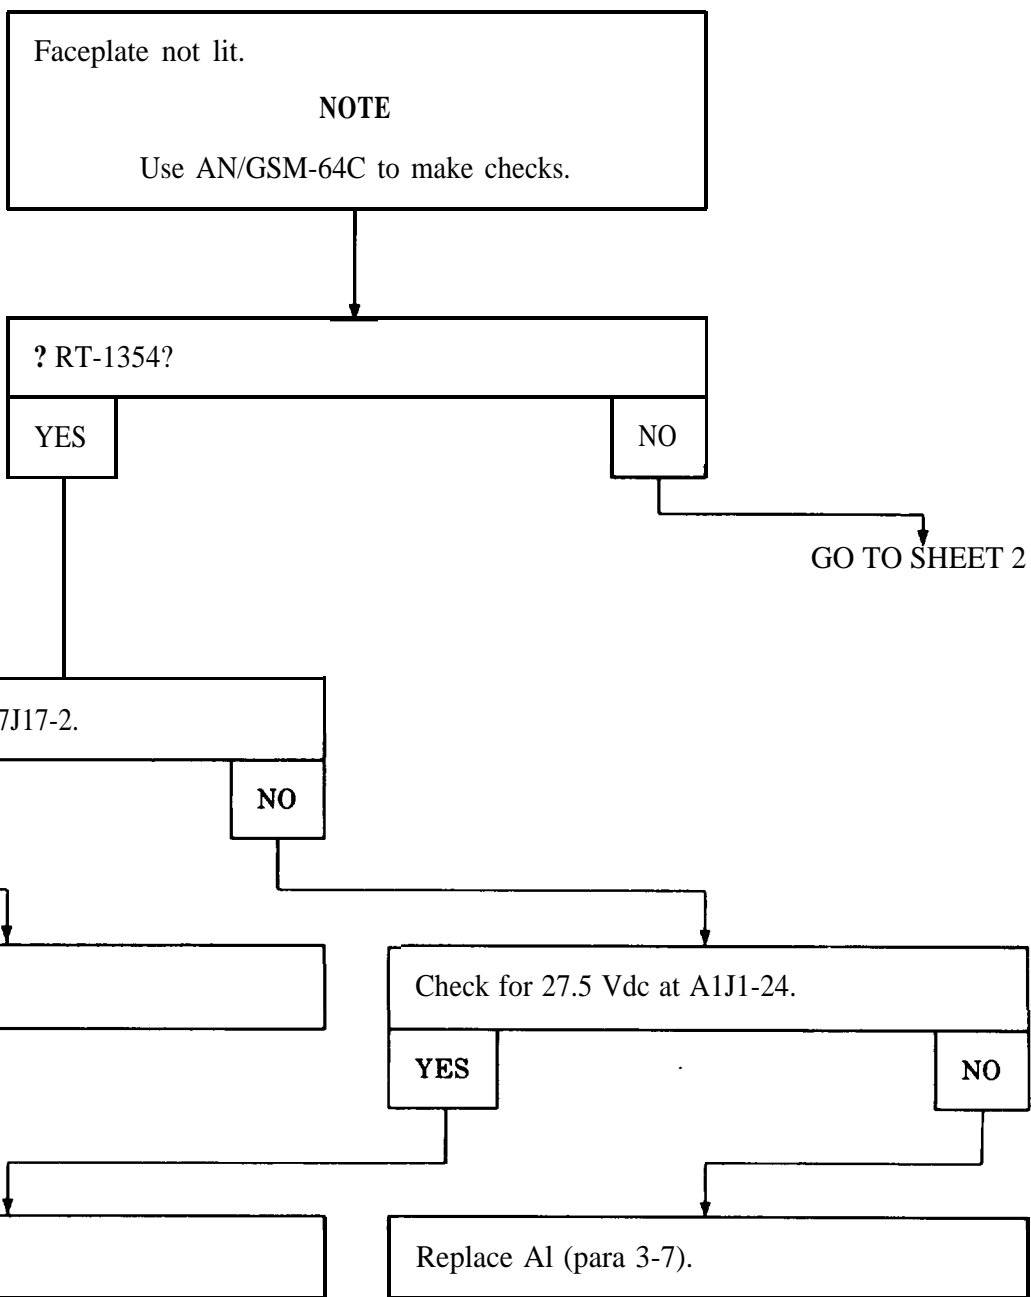 Faceplate not lit.
NOTE
Use AN/GSM-64C to make checks.
? RT-1354?
YES
NO
GO TO SHEET 2
7J17-2.
NO
Check for 27.5 Vdc at A1J1-24.
YES
NO
Replace Al (para 3-7).